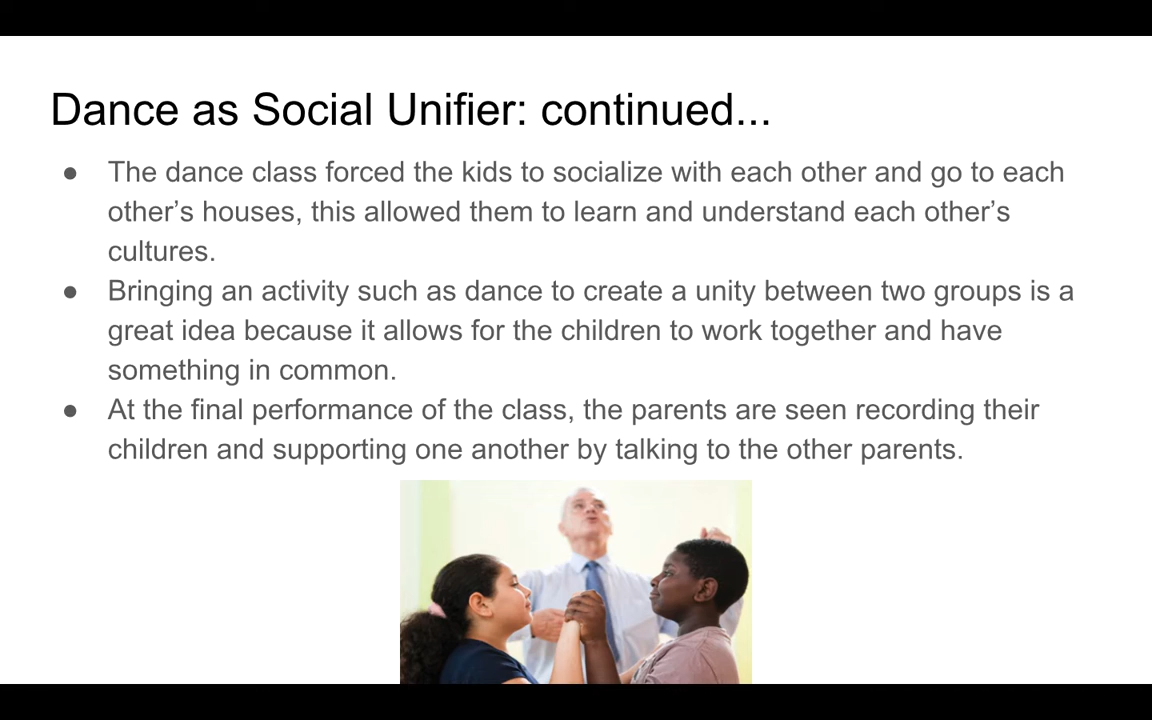 Dance as Social Unifier: continued...
● The dance class forced the kids to socialize with each other and go to each
other’s houses, this allowed them to learn and understand each other’s
cultures.
● Bringing an activity such as dance to create a unity between two groups is a
great idea because it allows for the children to work together and have
something in common.
● At the final performance of the class, the parents are seen recording their
children and supporting one another by talking to the other parents.